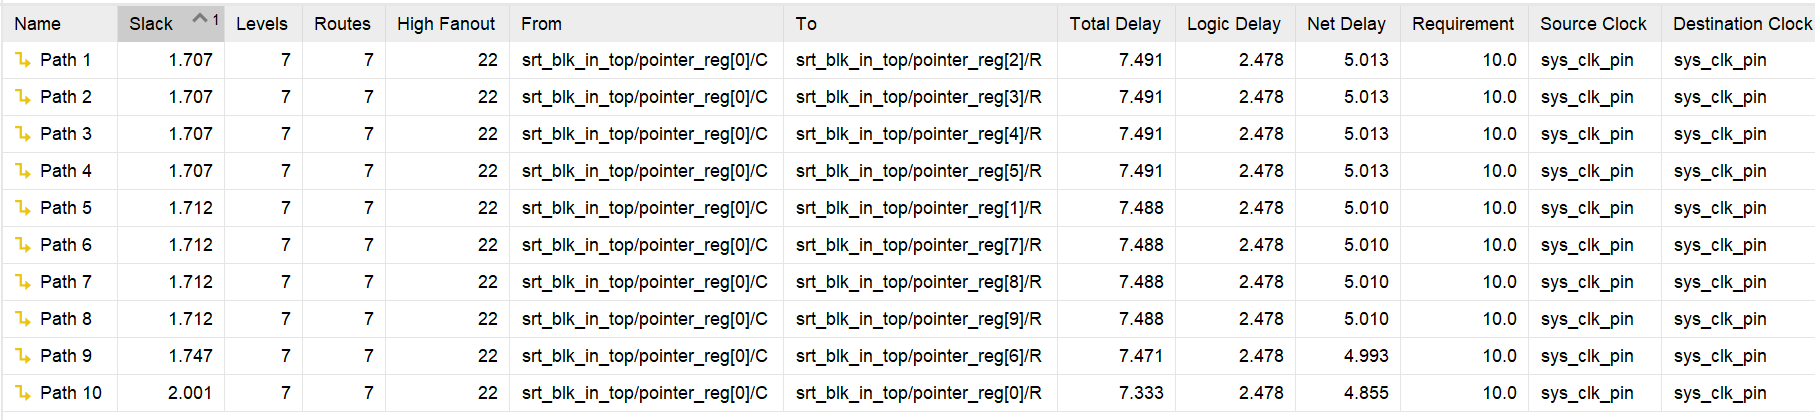 Name Slack 1 Levels Routes High Fanout From To Total Delay Logic Delay Net Delay Requirement Source Clock Destination Clock
Path 1 1.707 7 7 22 srt_blk_in_top/pointer_reg[0]/C srt_blk_in_top/pointer_reg[2]/R 7.491 2.478 5.013 10.0 sys_clk_pin sys_clk_pin
Path 2 1.707 7 7 22 srt_blk_in_top/pointer_reg[0]/C srt_blk_in_top/pointer_reg[3]/R 7.491 2.478 5.013 10.0 sys_clk_pin sys_clk_pin
Path 3 1.707 7 7 22 srt_blk_in_top/pointer_reg[0]/C srt_blk_in_top/pointer_reg[4]/R 7.491 2.478 5.013 10.0 sys_clk_pin sys_clk_pin
Path 4 1.707 7 7 22 srt_blk_in_top/pointer_reg[0]/C srt_blk_in_top/pointer_reg[5]/R 7.491 2.478 5.013 10.0 sys_clk_pin sys_clk_pin
Path 5 1.712 7 7 22 srt_blk_in_top/pointer_reg[0]/C srt_blk_in_top/pointer_reg[1]/R 7.488 2.478 5.010 10.0 sys_clk_pin sys_clk_pin
Path 6 1.712 7 7 22 srt_blk_in_top/pointer_reg[0]/C srt_blk_in_top/pointer_reg[7]/R 7.488 2.478 5.010 10.0 sys_clk_pin sys_clk_pin
Path 7 1.712 7 7 22 srt_blk_in_top/pointer_reg[0]/C srt_blk_in_top/pointer_reg[8]/R 7.488 2.478 5.010 10.0 sys_clk_pin sys_clk_pin
Path 8 1.712 7 7 22 srt_blk_in_top/pointer_reg[0]/C srt_blk_in_top/pointer_reg[9]/R 7.488 2.478 5.010 10.0 sys_clk_pin sys_clk_pin
Path 9 1.747 7 7 22 srt_blk_in_top/pointer_reg[0]/C srt_blk_in_top/pointer_reg[6]/R 7.471 2.478 4.993 10.0 sys_clk_pin sys_clk_pin
Path 10 2.001 7 7 22 srt_blk_in_top/pointer_reg[0]/C srt_blk_in_top/pointer_reg[0]/R 7.333 2.478 4.855 10.0 sys_clk_pin sys_clk_pin